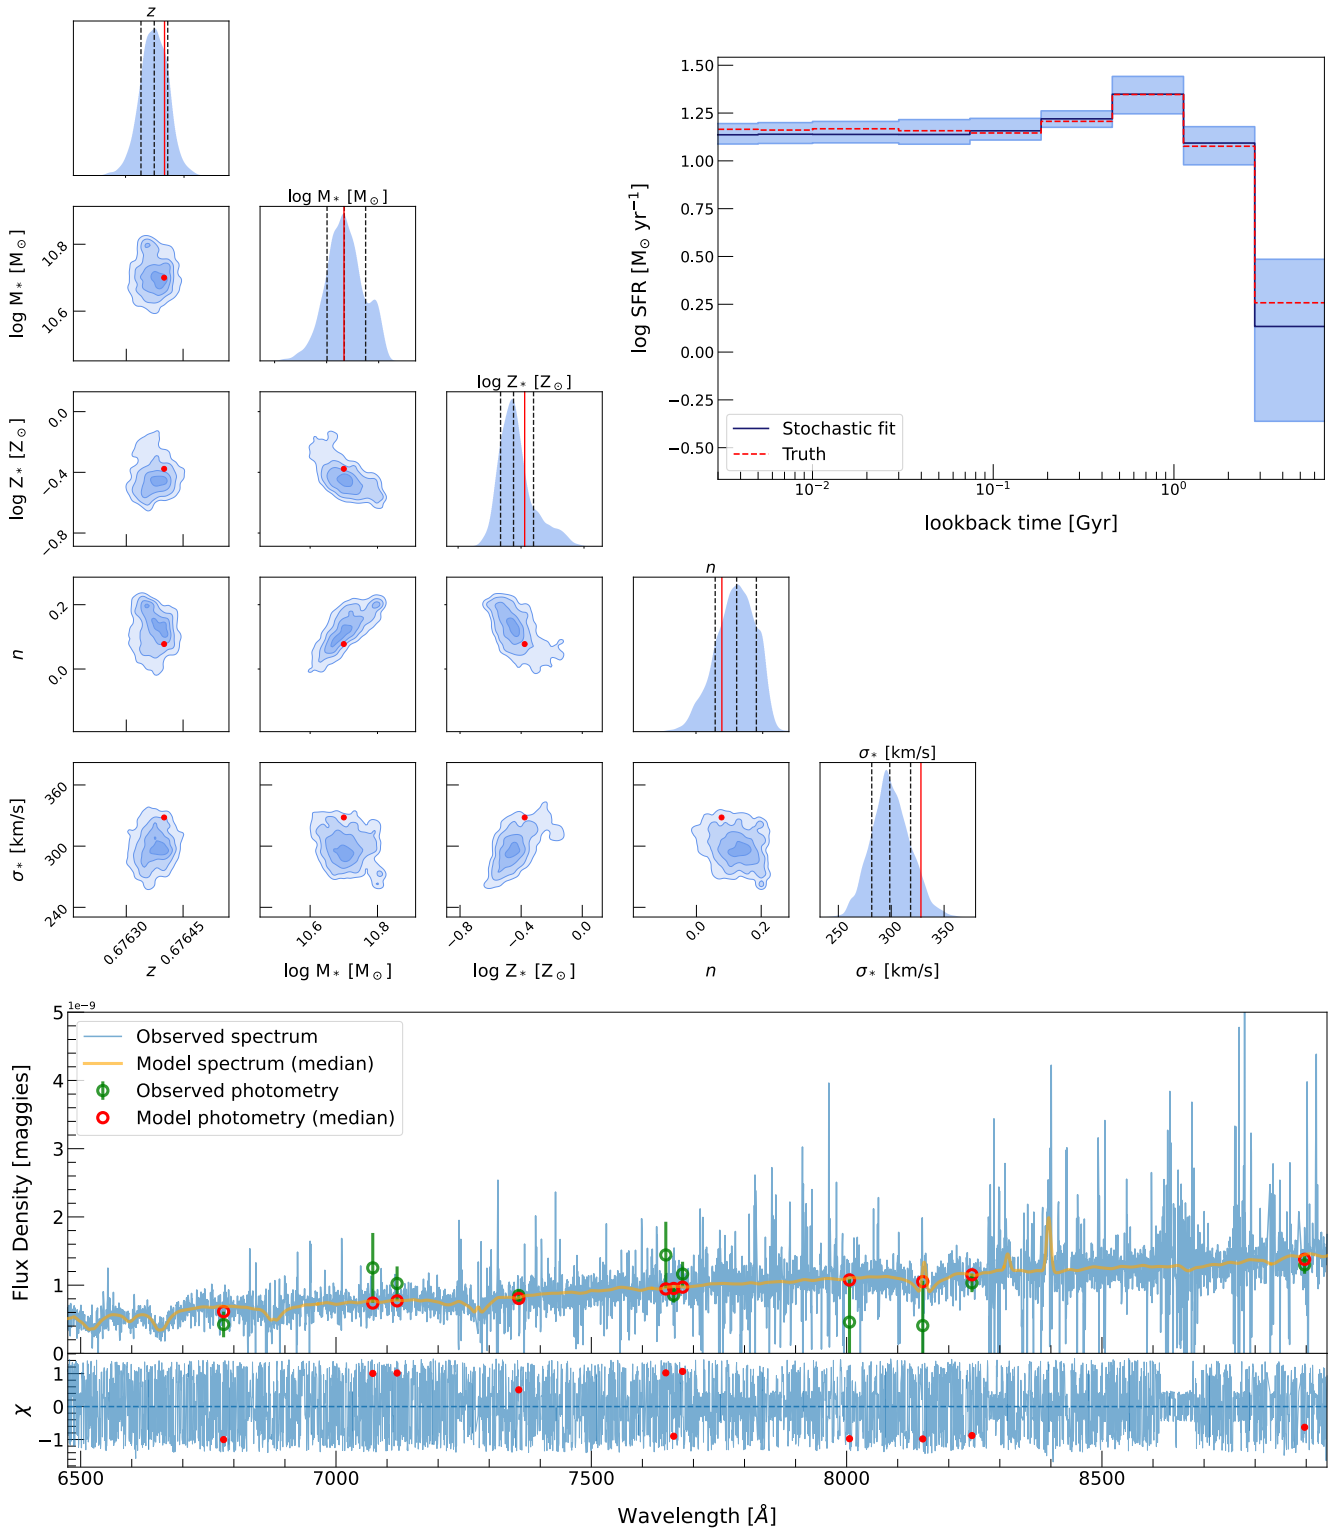 z
log M* [M⊙]
10.8
10.6
log M* [M⊙]
log Z* [Z⊙]
0.0
−0.4
−0.8
log Z* [Z⊙]
n
0.2
0.0
n
σ* [km/s]
360
300
240
σ* [km/s]
0.67630
0.67645
z
10.6
10.8
log M* [M⊙]
−0.8
−0.4
0.0
log Z* [Z⊙]
0.0
0.2
n
250
300
350
σ* [km/s]
1.50
1.25
1.00
0.75
0.50
0.25
0.00
−0.25
−0.50
log SFR [M⊙ yr⁻¹]
Stochastic fit
Truth
10⁻²
10⁻¹
10⁰
lookback time [Gyr]
1e−9
5
4
3
2
1
0
Flux Density [maggies]
Observed spectrum
Model spectrum (median)
Observed photometry
Model photometry (median)
1
0
−1
χ
6500
7000
7500
8000
8500
Wavelength [Å]